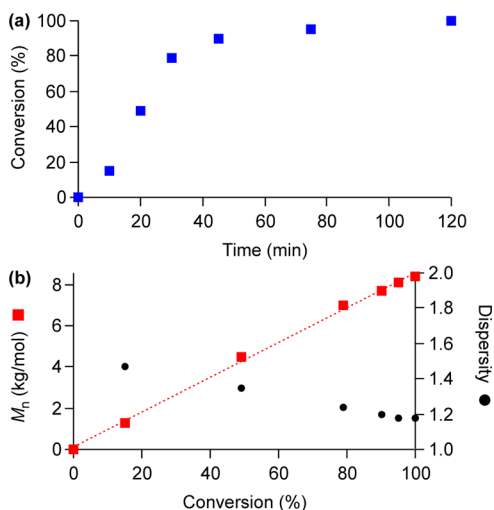 (a)
100
80
60
40
20
0
Conversion (%)
0 20 40 60 80 100 120
Time (min)
(b)
8
6
4
2
0
Mn (kg/mol)
2.0
1.8
1.6
1.4
1.2
1.0
Dispersity
0 20 40 60 80 100
Conversion (%)